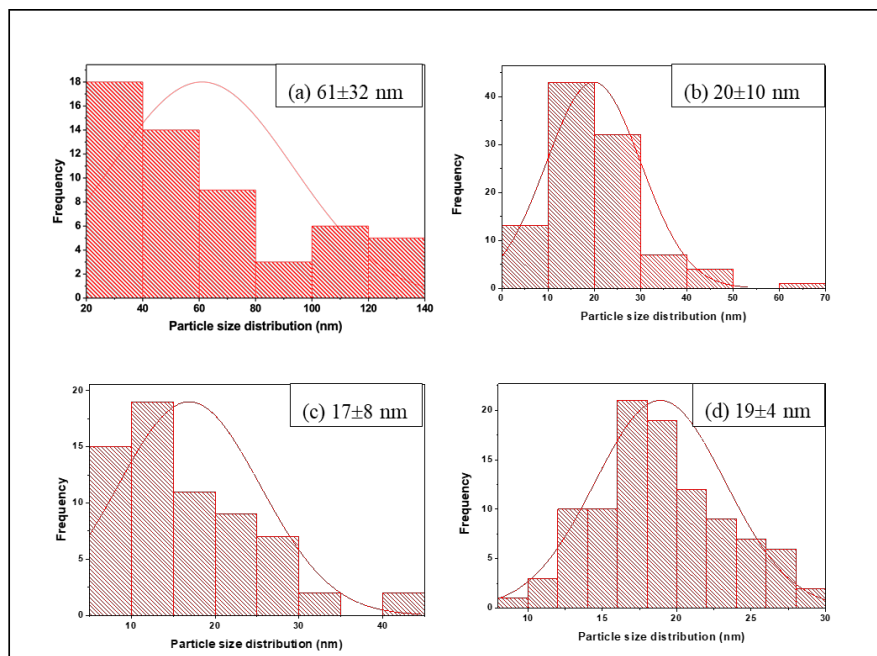 (a) 61±32 nm
18
16
14
12
10
8
6
4
2
0
Frequency
20 40 60 80 100 120 140
Particle size distribution (nm)
(b) 20±10 nm
40
30
20
10
0
Frequency
0 10 20 30 40 50 60 70
Particle size distribution (nm)
(c) 17±8 nm
20
15
10
5
0
Frequency
10 20 30 40
Particle size distribution (nm)
(d) 19±4 nm
20
15
10
5
0
Frequency
10 15 20 25 30
Particle size distribution (nm)